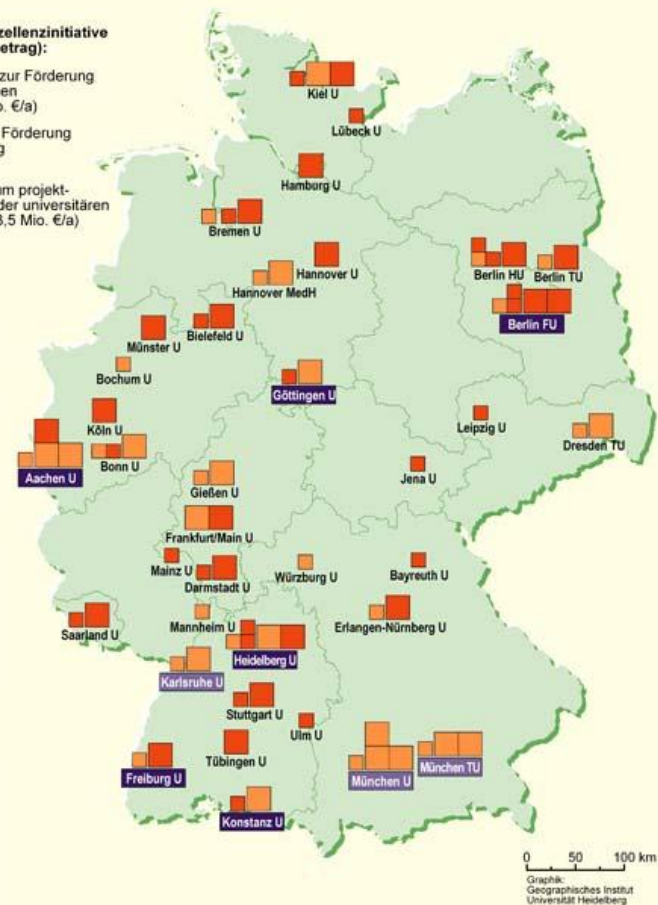 zellenzinitiative
etrag):
zur Förderung
en
o. €/a)
Förderung
g
um projekt-
der universitären
3,5 Mio. €/a)
Kiel U
Lübeck U
Hamburg U
Bremen U
Hannover U
Hannover MedH
Berlin HU
Berlin TU
Berlin FU
Bielefeld U
Münster U
Bochum U
Göttingen U
Köln U
Bonn U
Aachen U
Leipzig U
Dresden TU
Jena U
Gießen U
Frankfurt/Main U
Mainz U
Darmstadt U
Würzburg U
Bayreuth U
Saarland U
Mannheim U
Heidelberg U
Erlangen-Nürnberg U
Karlsruhe U
Stuttgart U
Ulm U
Tübingen U
Freiburg U
Konstanz U
München U
München TU
0 50 100 km
Graphik:
Geographisches Institut
Universität Heidelberg